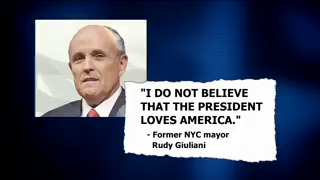 "I DO NOT BELIEVE
THAT THE PRESIDENT
LOVES AMERICA."
- Former NYC mayor
Rudy Giuliani